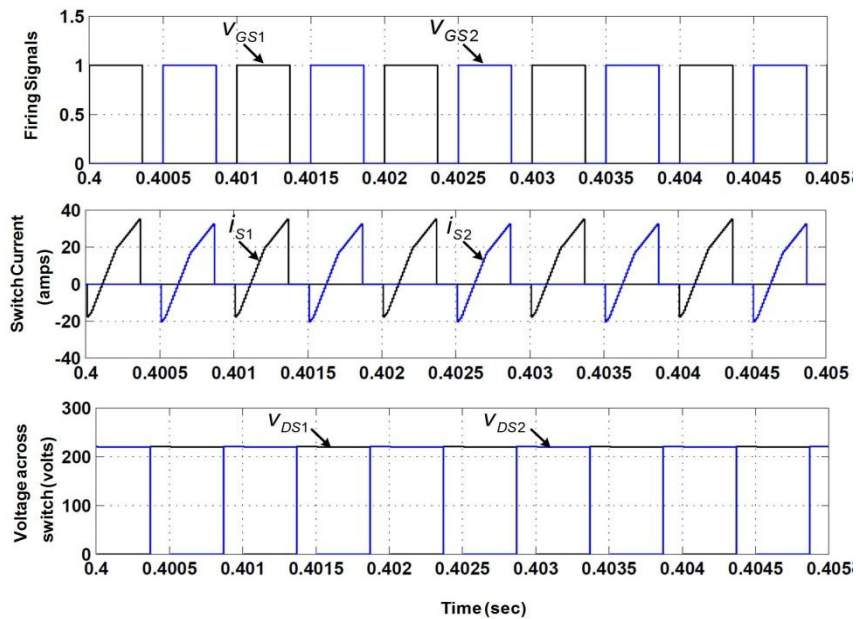 1.5
v_GS1 v_GS2
1
0.5
0
Firing Signals
0.4 0.4005 0.401 0.4015 0.402 0.4025 0.403 0.4035 0.404 0.4045 0.405
40
20
0
-20
-40
i_S1 i_S2
Switch Current
(amps)
0.4 0.4005 0.401 0.4015 0.402 0.4025 0.403 0.4035 0.404 0.4045 0.405
300
200
100
0
v_DS1 v_DS2
Voltage across
switch (volts)
0.4 0.4005 0.401 0.4015 0.402 0.4025 0.403 0.4035 0.404 0.4045 0.405
Time (sec)